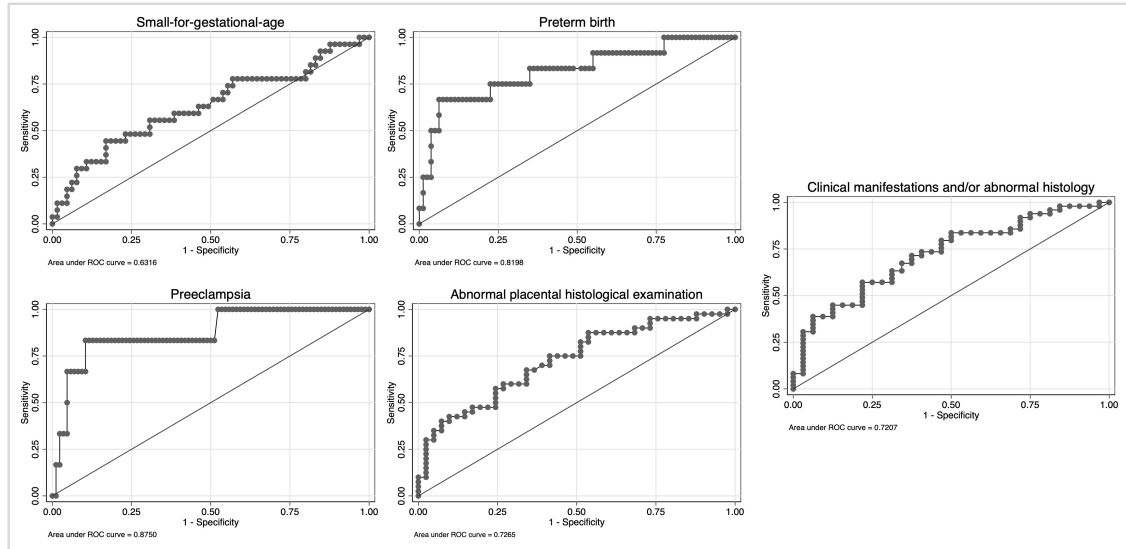 Small-for-gestational-age
Sensitivity
0.00 0.25 0.50 0.75 1.00
0.00 0.25 0.50 0.75 1.00
1 - Specificity
Area under ROC curve = 0.6316
Preterm birth
Sensitivity
0.00 0.25 0.50 0.75 1.00
0.00 0.25 0.50 0.75 1.00
1 - Specificity
Area under ROC curve = 0.8198
Preeclampsia
Sensitivity
0.00 0.25 0.50 0.75 1.00
0.00 0.25 0.50 0.75 1.00
1 - Specificity
Area under ROC curve = 0.8750
Abnormal placental histological examination
Sensitivity
0.00 0.25 0.50 0.75 1.00
0.00 0.25 0.50 0.75 1.00
1 - Specificity
Area under ROC curve = 0.7265
Clinical manifestations and/or abnormal histology
Sensitivity
0.00 0.25 0.50 0.75 1.00
0.00 0.25 0.50 0.75 1.00
1 - Specificity
Area under ROC curve = 0.7207